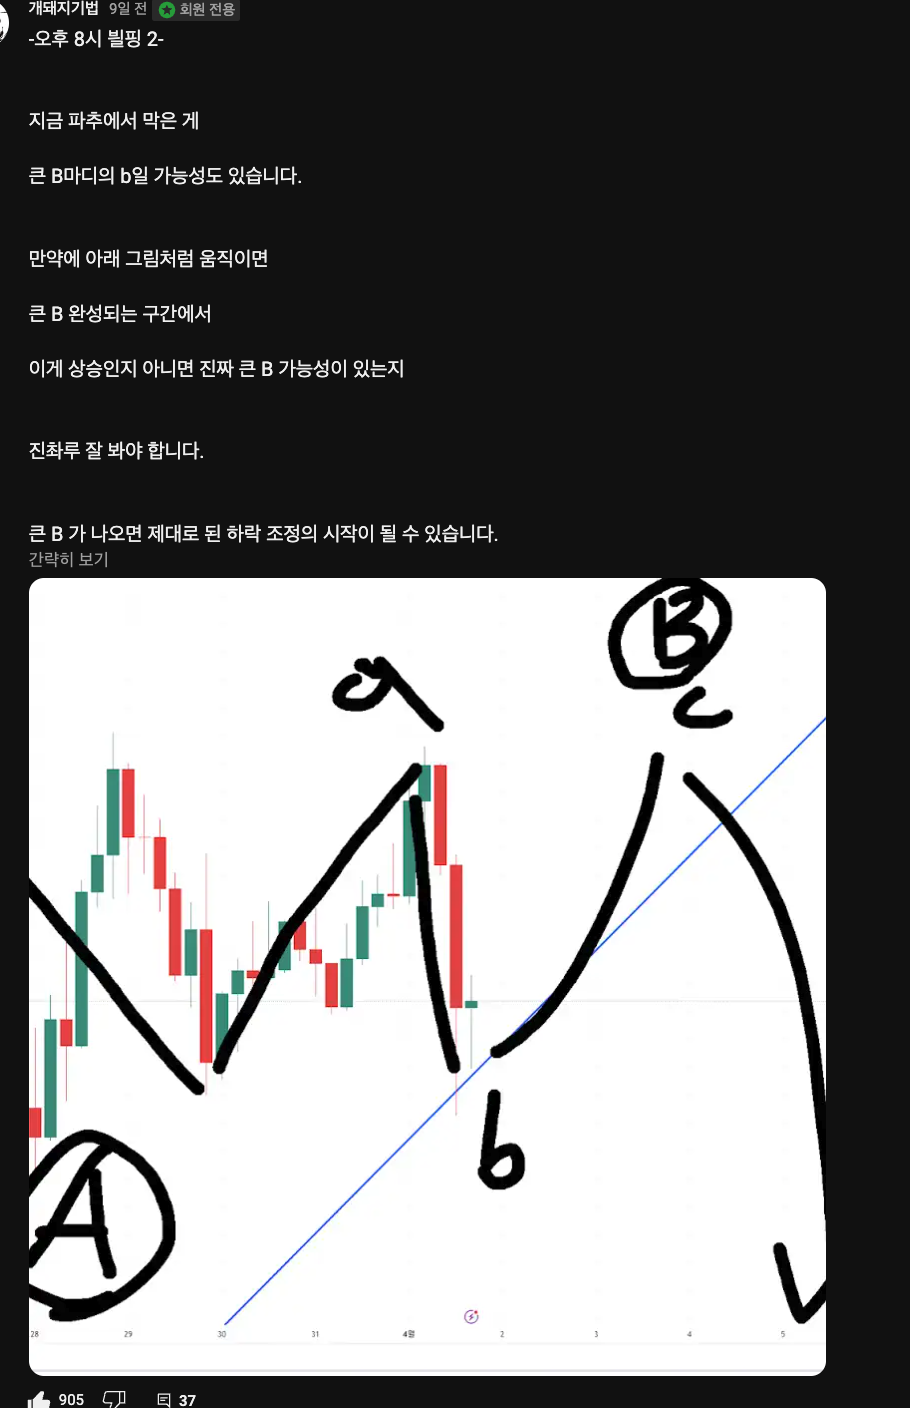 개돼지기법 9일 전 회원 전용
-오후 8시 븰핑 2-
지금 파추에서 막은 게
큰 B마디의 b일 가능성도 있습니다.
만약에 아래 그림처럼 움직이면
큰 B 완성되는 구간에서
이게 상승인지 아니면 진짜 큰 B 가능성이 있는지
진촤루 잘 봐야 합니다.
큰 B 가 나오면 제대로 된 하락 조정의 시작이 될 수 있습니다.
간략히 보기
B
a
c
b
A
28 29 30 31 4월 2 3 4 5
905 37